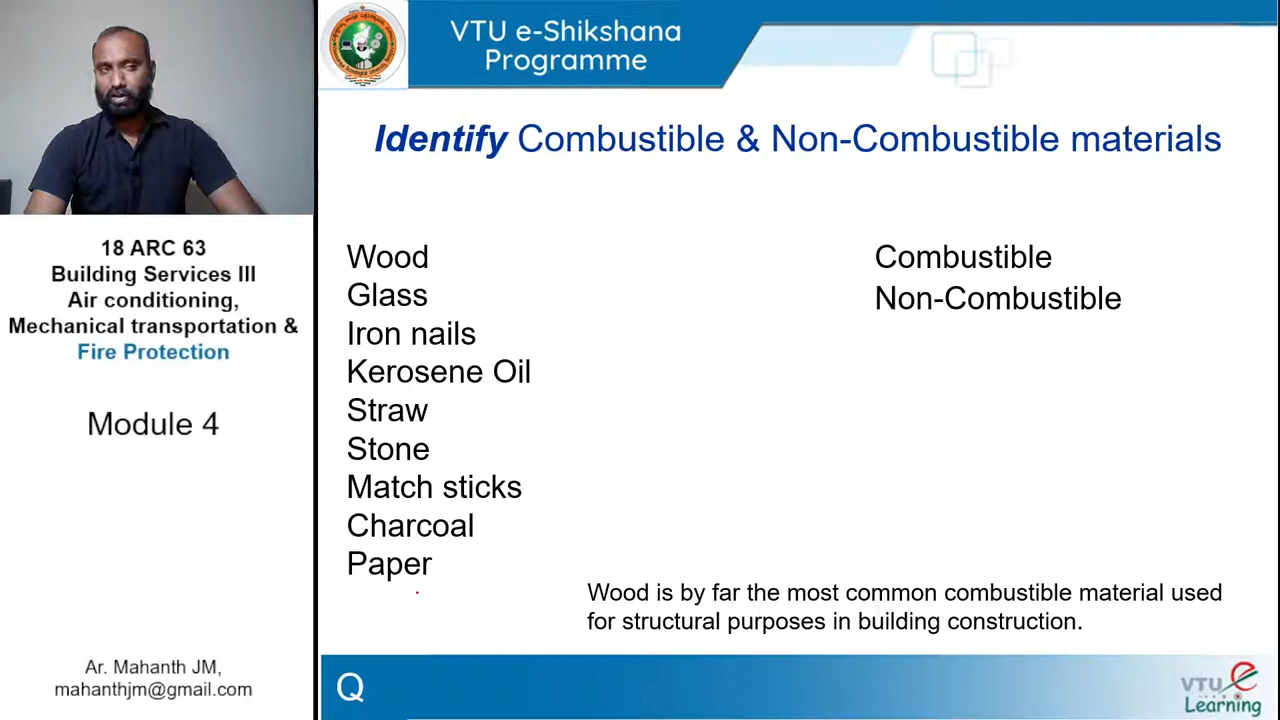 VTU e-Shikshana
Programme
Identify Combustible & Non-Combustible materials
18 ARC 63
Building Services III
Air conditioning,
Mechanical transportation &
Fire Protection
Module 4
Ar. Mahanth JM,
mahanthjm@gmail.com
Wood
Glass
Iron nails
Kerosene Oil
Straw
Stone
Match sticks
Charcoal
Paper
Combustible
Non-Combustible
Wood is by far the most common combustible material used
for structural purposes in building construction.
Q
VTU e
Learning